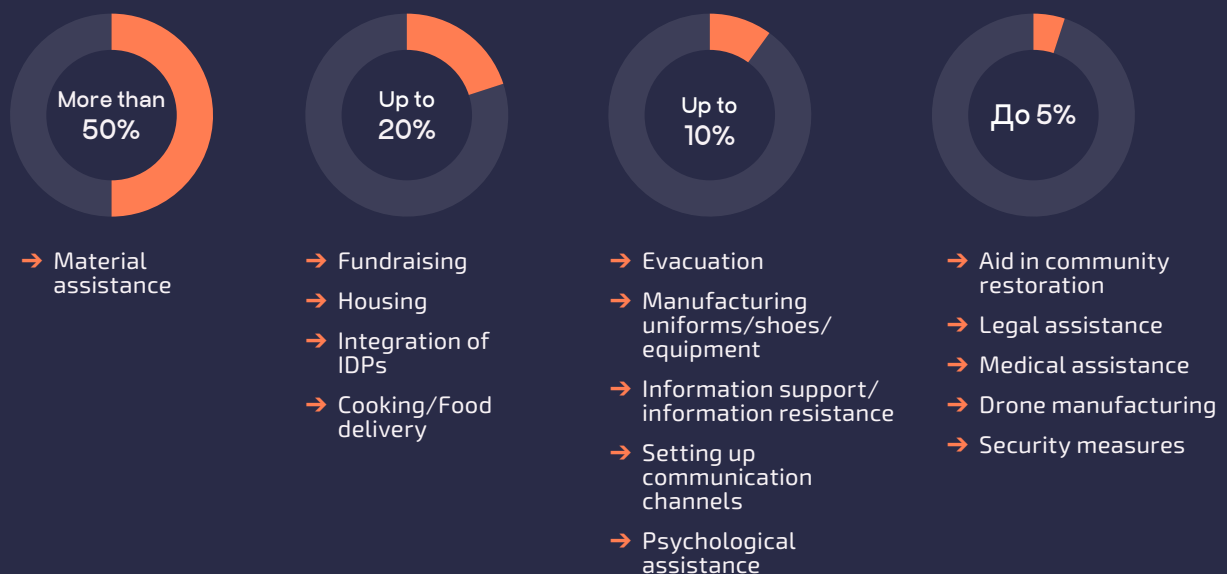 More than
50%
Material
assistance
Up to
20%
Fundraising
Housing
Integration of
IDPs
Cooking/Food
delivery
Up to
10%
Evacuation
Manufacturing
uniforms/shoes/
equipment
Information support/
information resistance
Setting up
communication
channels
Psychological
assistance
До 5%
Aid in community
restoration
Legal assistance
Medical assistance
Drone manufacturing
Security measures